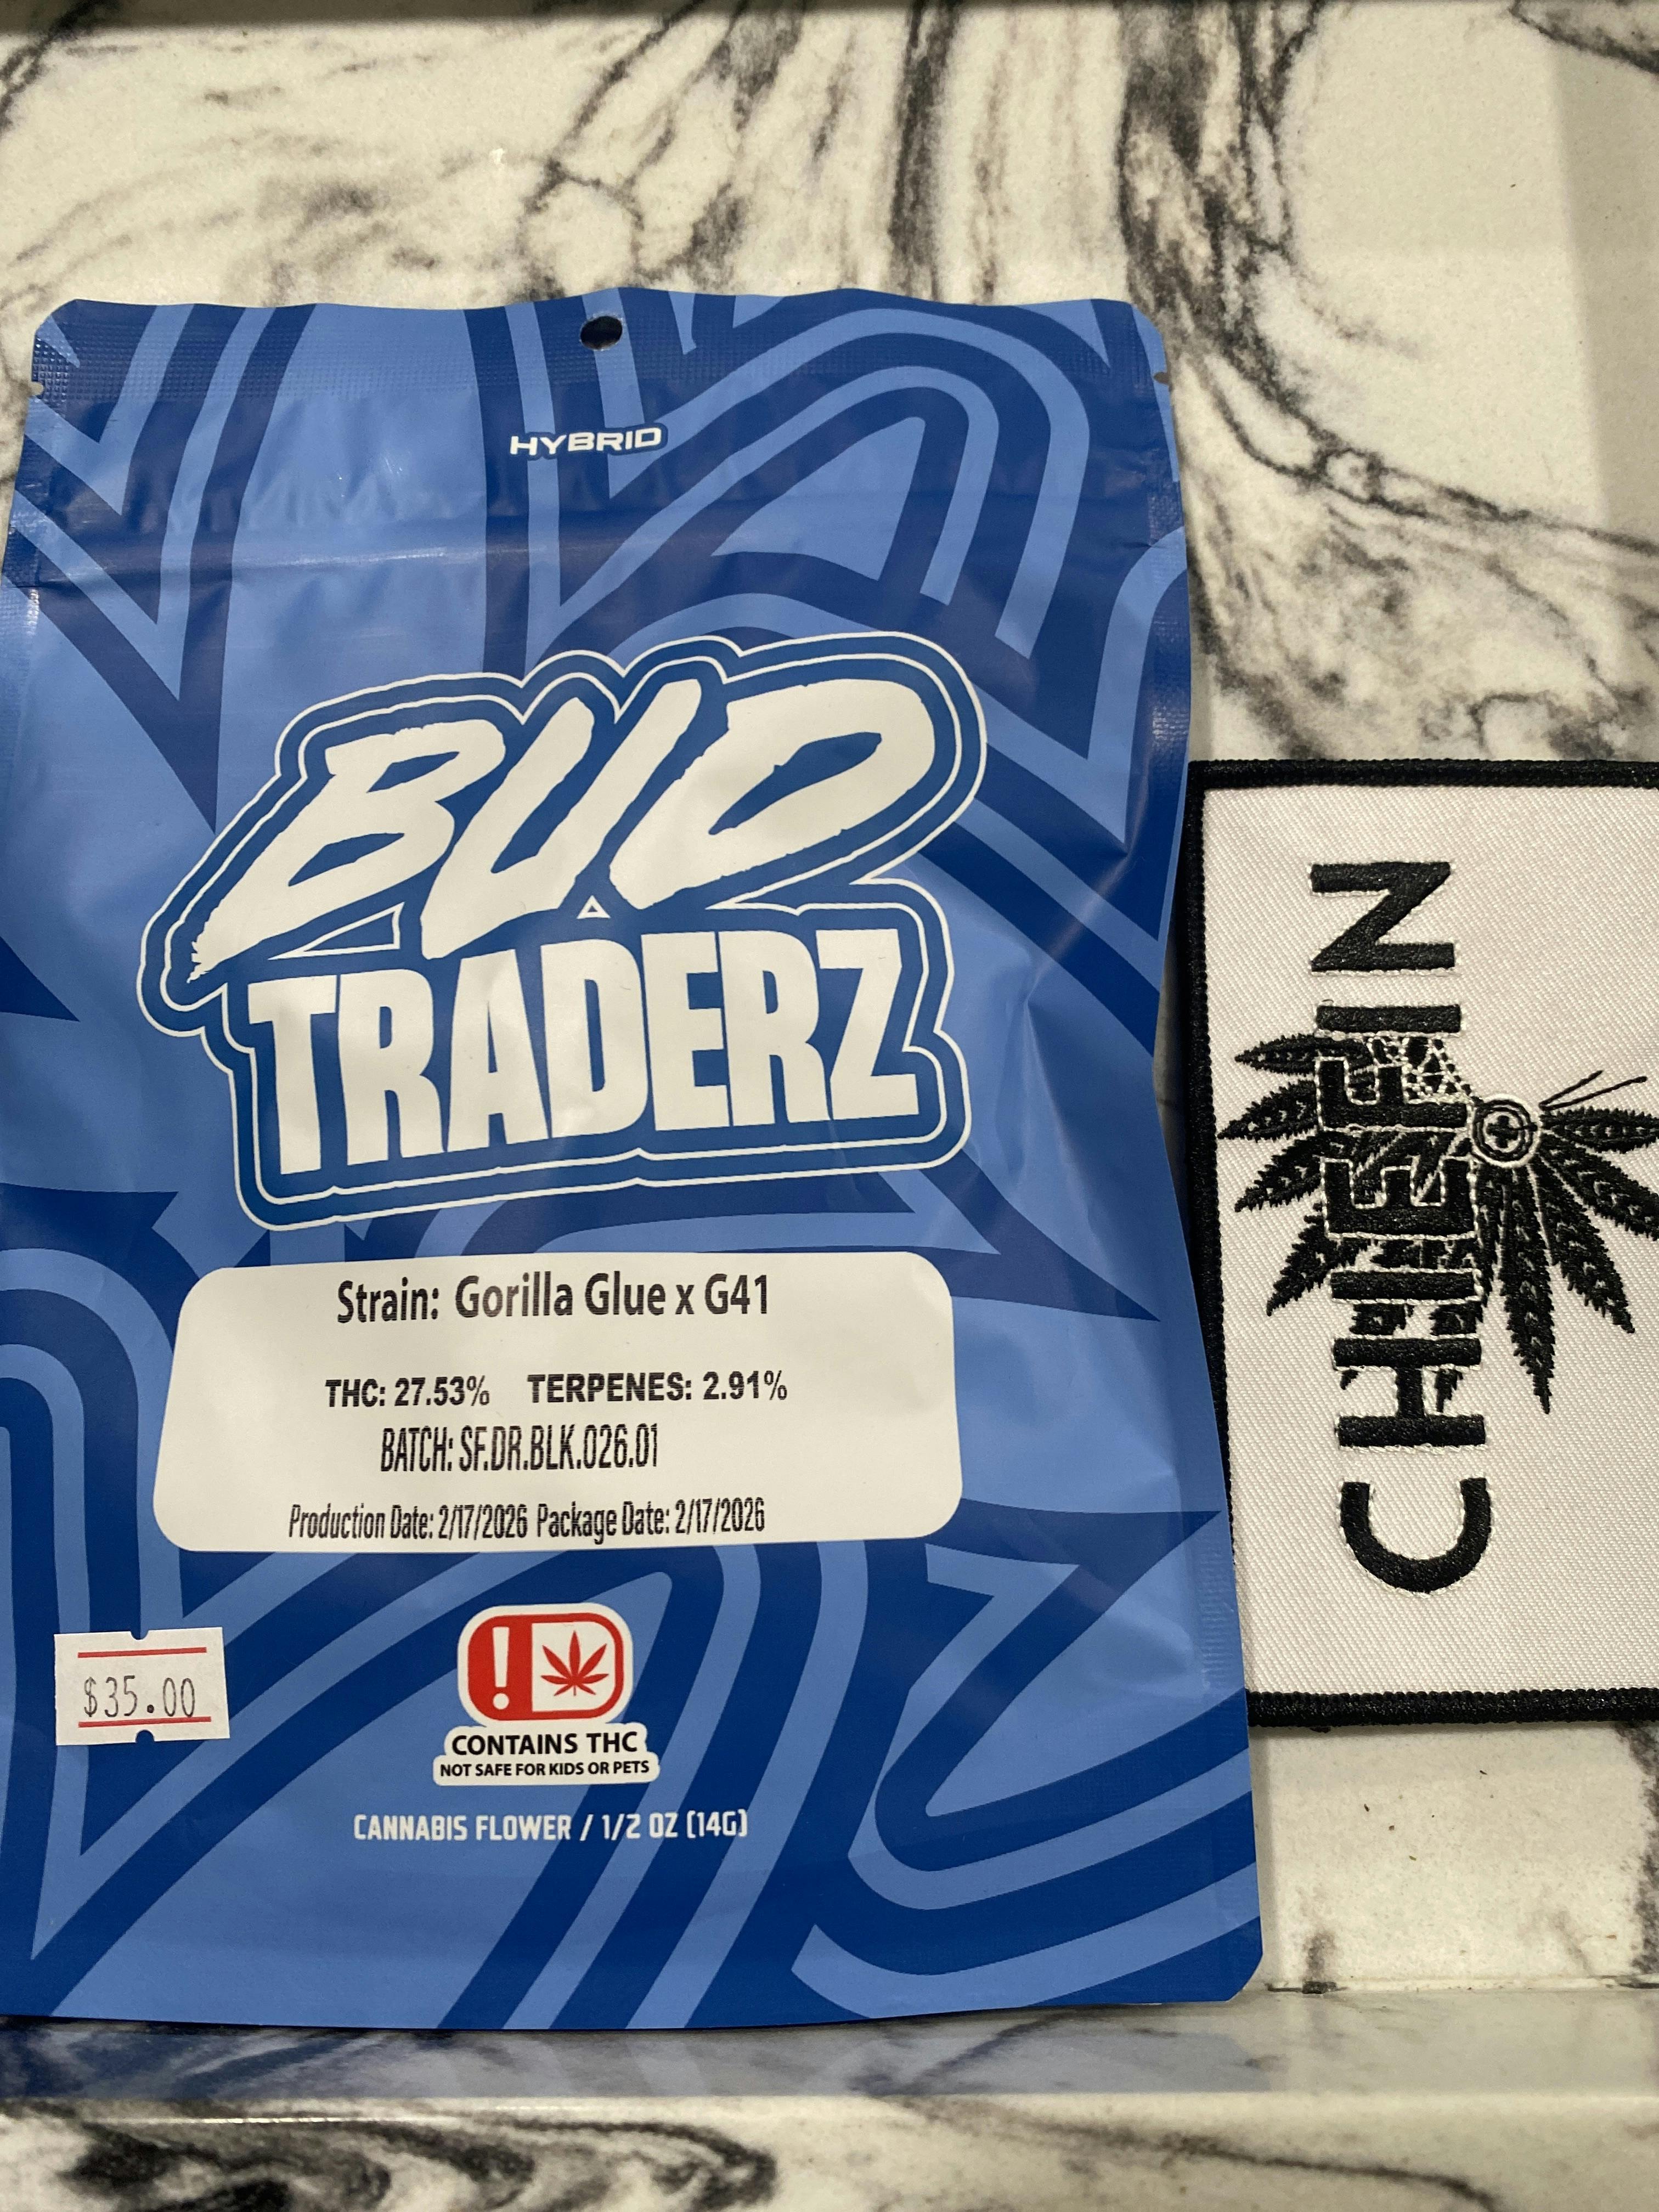 HYBRID
BUD
TRADERZ
Strain: Gorilla Glue x G41
THC: 27.53% TERPENES: 2.91%
BATCH: SF.DR.BLK.026.01
Production Date: 2/17/2026 Package Date: 2/17/2026
$35.00
!
CONTAINS THC
NOT SAFE FOR KIDS OR PETS
CANNABIS FLOWER / 1/2 OZ (14G)
CHIEFIN